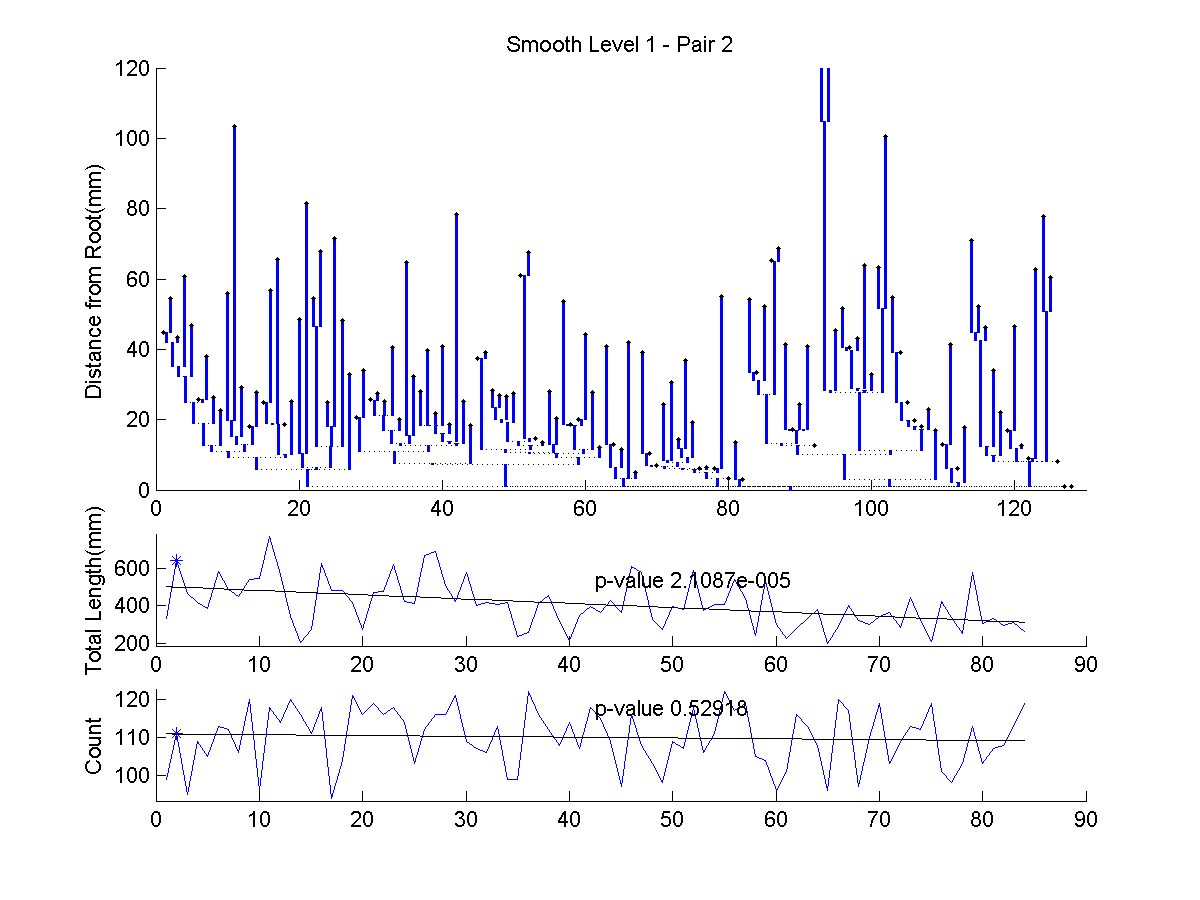 Smooth Level 1 - Pair 2
120
100
80
60
40
20
0
Distance from Root(mm)
0 20 40 60 80 100 120
600
400
200
Total Length(mm)
p-value 2.1087e-005
0 10 20 30 40 50 60 70 80 90
120
110
100
Count
p-value 0.52918
0 10 20 30 40 50 60 70 80 90